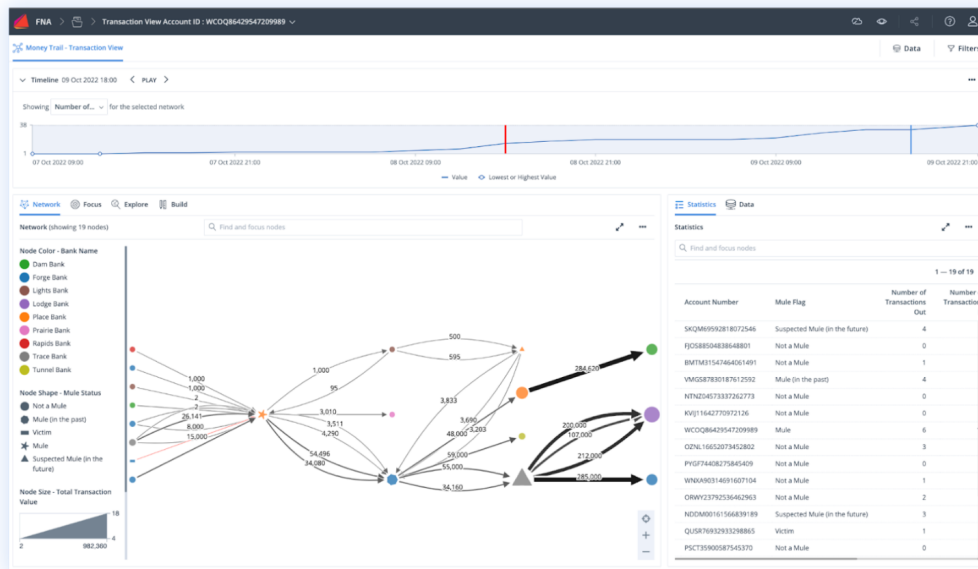 FNA > > Transaction View Account ID : WCOQ86429547209989
Money Trail - Transaction View
Data
Filters
Timeline 09 Oct 2022 18:00 < PLAY >
Showing Number of... for the selected network
38
1
07 Oct 2022 09:00
07 Oct 2022 21:00
08 Oct 2022 09:00
08 Oct 2022 21:00
09 Oct 2022 09:00
09 Oct 2022 21:00
Value
Lowest or Highest Value
Network
Focus
Explore
Build
Network (showing 19 nodes)
Find and focus nodes
Node Color - Bank Name
Dam Bank
Forge Bank
Lights Bank
Lodge Bank
Place Bank
Prairie Bank
Rapids Bank
Trace Bank
Tunnel Bank
Node Shape - Mule Status
Not a Mule
Mule (in the past)
Victim
Mule
Suspected Mule (in the
future)
Node Size - Total Transaction
Value
18
4
2
982,360
1,000
1,000
2
2
26,141
8,000
15,000
1,000
95
3,010
3,511
4,290
54,496
34,080
500
595
3,833
3,690
3,203
48,000
59,000
55,000
34,160
284,620
200,000
107,000
212,000
285,000
Statistics
Data
Statistics
Find and focus nodes
1 — 19 of 19
Account Number
Mule Flag
Number of
Transactions
Out
Number
Transaction
SKQM69592818072546 Suspected Mule (in the future) 4
FJOS88504838648801 Not a Mule 0
BMTM31547464061491 Not a Mule 1
VMGS87830187612592 Mule (in the past) 4
NTNZ04573337262773 Not a Mule 0
KVIJ11642770972126 Not a Mule 0
WCOQ86429547209989 Mule 6
OZNL16652073452802 Not a Mule 3
PYGF74408275845409 Not a Mule 0
WNXA90314691607104 Not a Mule 1
ORWY23792536462963 Not a Mule 2
NDDM00161566839189 Suspected Mule (in the future) 3
QUSR76932933298865 Victim 1
PSCT35900587545370 Not a Mule 0